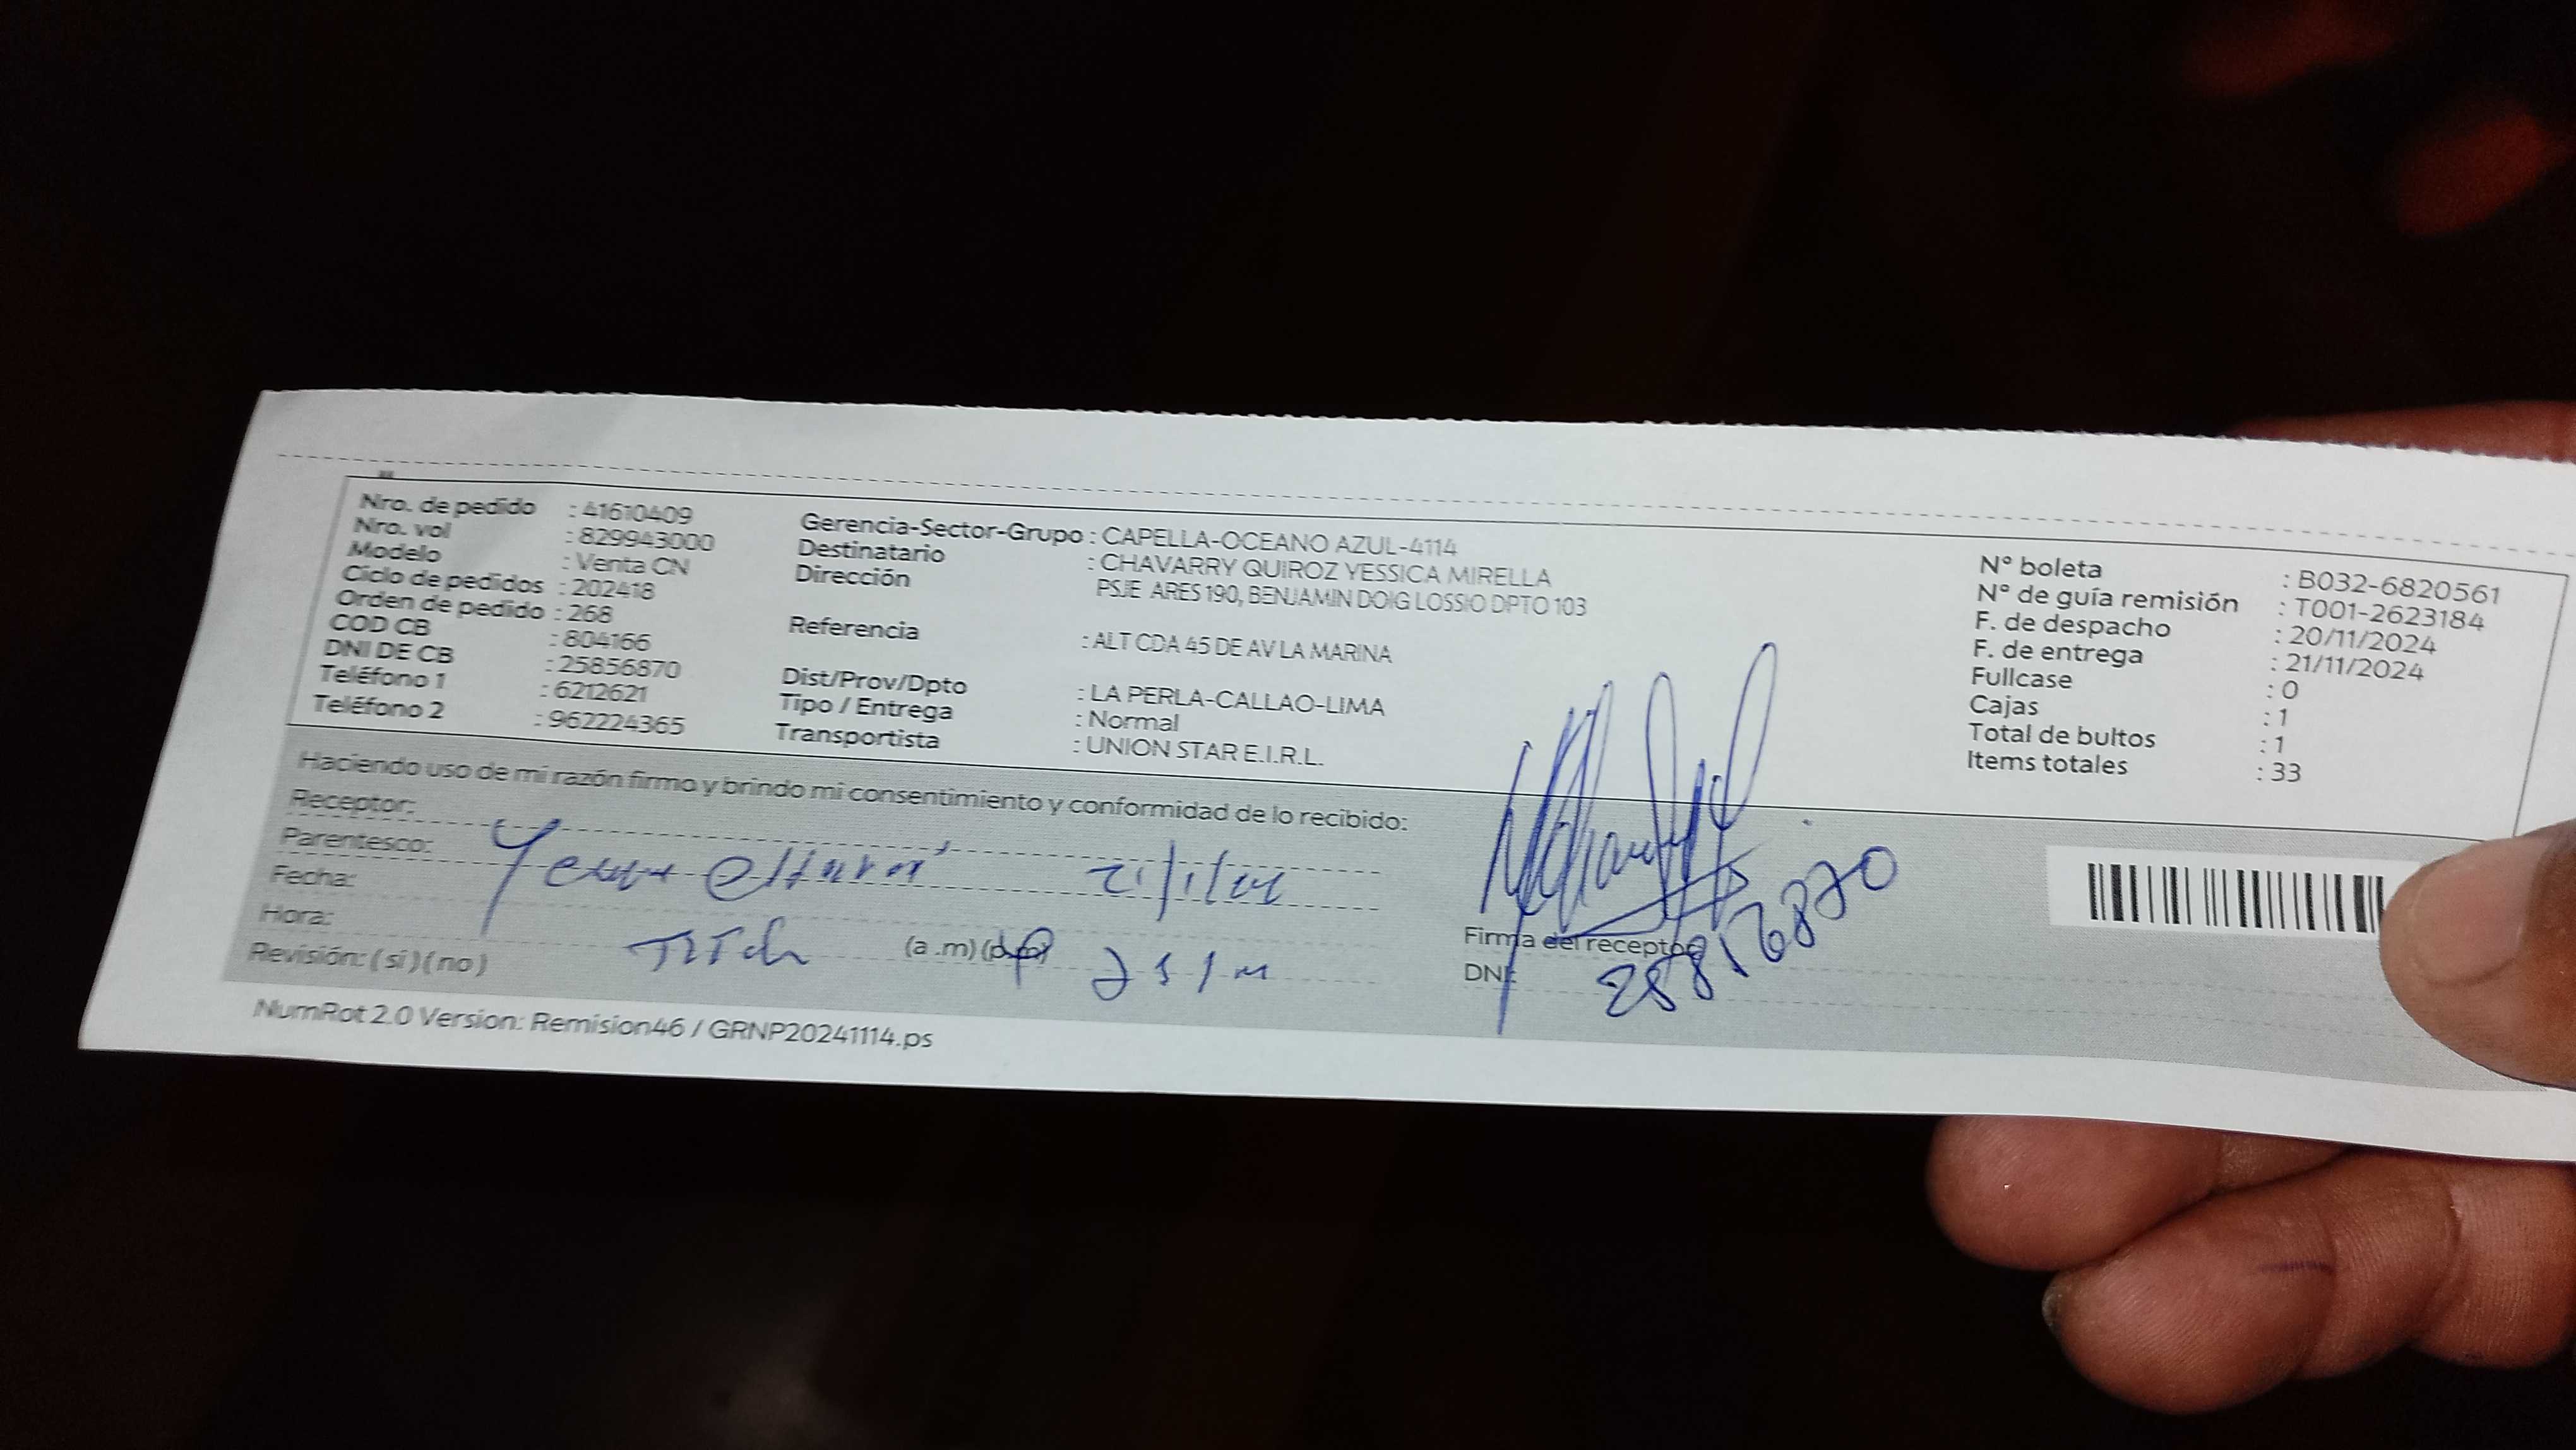 Nro. de pedido : 41610409
Nro. vol : 829943000
Modelo : Venta CN
Ciclo de pedidos : 202418
Orden de pedido : 268
COD CB : 804166
DNI DE CB : 25856870
Teléfono 1 : 6212621
Teléfono 2 : 962224365
Gerencia-Sector-Grupo : CAPELLA-OCEANO AZUL-4114
Destinatario : CHAVARRY QUIROZ YESSICA MIRELLA
Dirección PSJE ARES 190, BENJAMIN DOIG LOSSIO DPTO 103
Referencia : ALT CDA 45 DE AV LA MARINA
Dist/Prov/Dpto : LA PERLA-CALLAO-LIMA
Tipo / Entrega : Normal
Transportista : UNION STAR E.I.R.L.
N° boleta : B032-6820561
N° de guía remisión : T001-2623184
F. de despacho : 20/11/2024
F. de entrega : 21/11/2024
Fullcase : 0
Cajas : 1
Total de bultos : 1
Items totales : 33
Haciendo uso de mi razón firmo y brindo mi consentimiento y conformidad de lo recibido:
Receptor:
Parentesco:
Fecha:
Hora: (a .m) (p.m)
Revisión: ( si ) ( no )
Firma del receptor
DNI:
NumRot 2.0 Version: Remision46 / GRNP20241114.ps